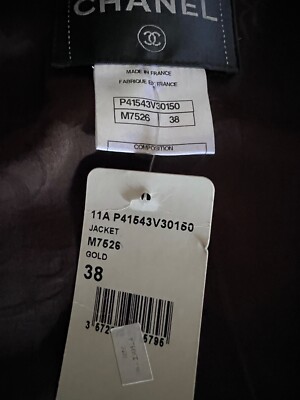 CHANEL
MADE IN FRANCE
FABRIQUE EN FRANCE
P41543V30150
M7526 38
COMPOSITION
11A P41543V30150
JACKET
M7526
GOLD
38